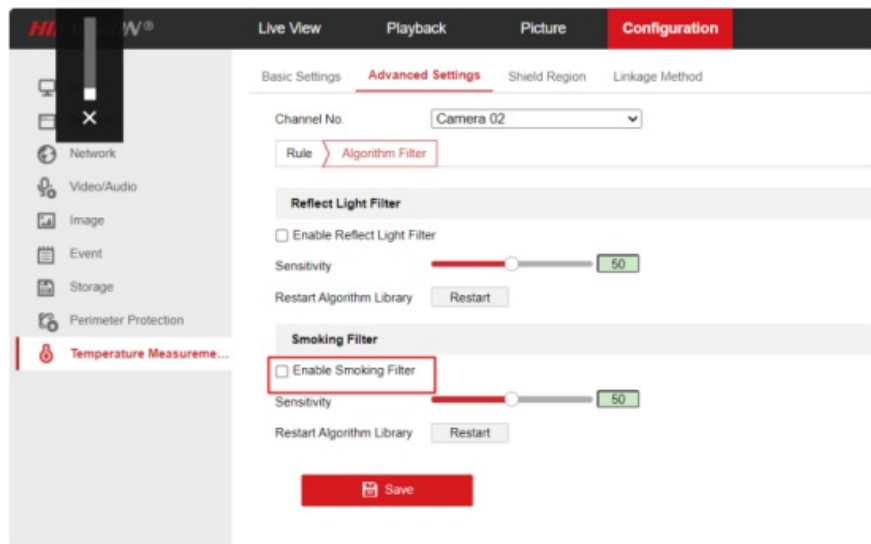 HI N®
Live View Playback Picture Configuration
Basic Settings Advanced Settings Shield Region Linkage Method
Channel No. Camera 02
Rule Algorithm Filter
Network
Video/Audio
Image
Event
Storage
Perimeter Protection
Temperature Measureme...
Reflect Light Filter
Enable Reflect Light Filter
Sensitivity 50
Restart Algorithm Library Restart
Smoking Filter
Enable Smoking Filter
Sensitivity 50
Restart Algorithm Library Restart
Save